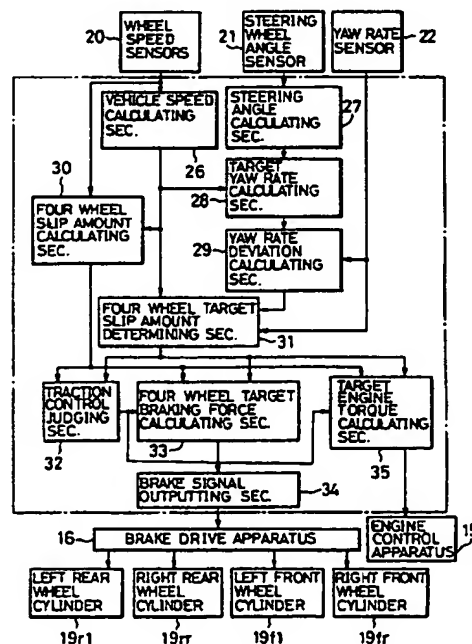 20
WHEEL
SPEED
SENSORS
21
STEERING
WHEEL
ANGLE
SENSOR
YAW RATE
SENSOR
22
VEHICLE SPEED
CALCULATING
SEC.
26
STEERING
ANGLE
CALCULATING
SEC.
27
30
FOUR WHEEL
SLIP AMOUNT
CALCULATING
SEC.
28
TARGET
YAW RATE
CALCULATING
SEC.
29
YAW RATE
DEVIATION
CALCULATING
SEC.
FOUR WHEEL TARGET
SLIP AMOUNT
DETERMINING SEC.
31
TRACTION
CONTROL
JUDGING
SEC.
32
FOUR WHEEL TARGET
BRAKING FORCE
CALCULATING SEC.
33
TARGET
ENGINE
TORQUE
CALCULATING
SEC.
35
BRAKE SIGNAL
OUTPUTTING SEC.
34
16
BRAKE DRIVE APPARATUS
ENGINE
CONTROL
APPARATUS
15
LEFT REAR
WHEEL
CYLINDER
RIGHT REAR
WHEEL
CYLINDER
LEFT FRONT
WHEEL
CYLINDER
RIGHT FRONT
WHEEL
CYLINDER
19rl
19rr
19fl
19fr